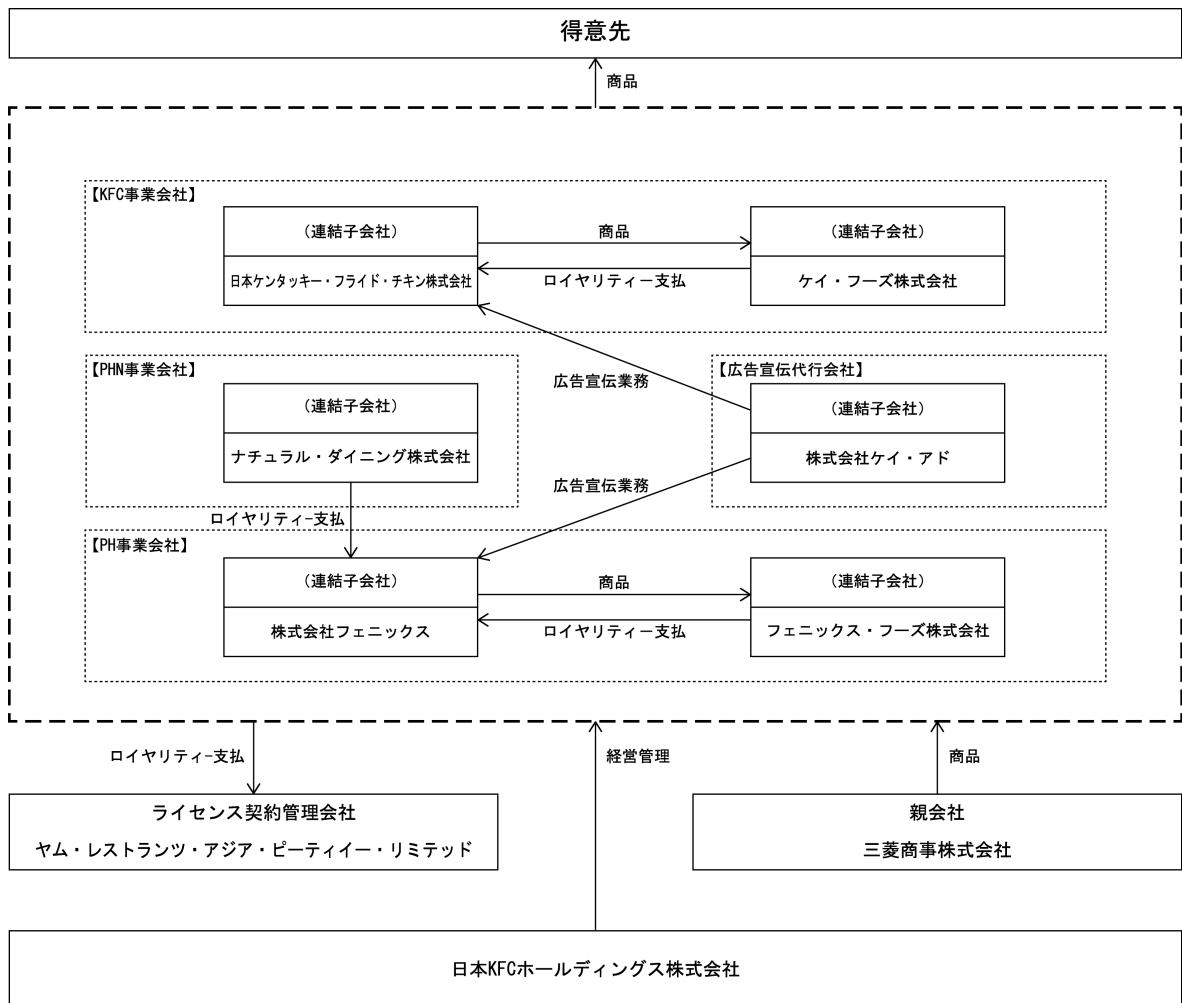 得意先
商品
【KFC事業会社】
（連結子会社）
日本ケンタッキー・フライド・チキン株式会社
商品
ロイヤリティー支払
（連結子会社）
ケイ・フーズ株式会社
【PHN事業会社】
（連結子会社）
ナチュラル・ダイニング株式会社
広告宣伝業務
【広告宣伝代行会社】
（連結子会社）
株式会社ケイ・アド
広告宣伝業務
ロイヤリティー支払
【PH事業会社】
（連結子会社）
株式会社フェニックス
商品
ロイヤリティー支払
（連結子会社）
フェニックス・フーズ株式会社
ロイヤリティー支払
経営管理
商品
ライセンス契約管理会社
ヤム・レストランツ・アジア・ピーティイー・リミテッド
親会社
三菱商事株式会社
日本KFCホールディングス株式会社